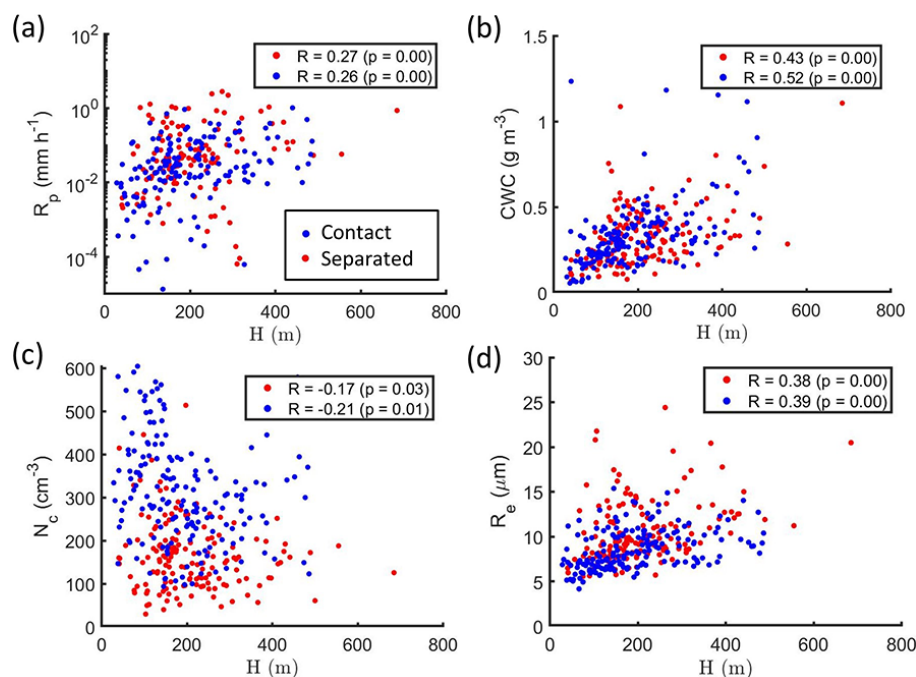 (a)
10^2
10^0
10^-2
10^-4
R_p (mm h^-1)
R = 0.27 (p = 0.00)
R = 0.26 (p = 0.00)
Contact
Separated
0 200 400 600 800
H (m)
(b)
1.5
1
0.5
0
CWC (g m^-3)
R = 0.43 (p = 0.00)
R = 0.52 (p = 0.00)
0 200 400 600 800
H (m)
(c)
600
500
400
300
200
100
0
N_c (cm^-3)
R = -0.17 (p = 0.03)
R = -0.21 (p = 0.01)
0 200 400 600 800
H (m)
(d)
30
25
20
15
10
5
0
R_e (μm)
R = 0.38 (p = 0.00)
R = 0.39 (p = 0.00)
0 200 400 600 800
H (m)